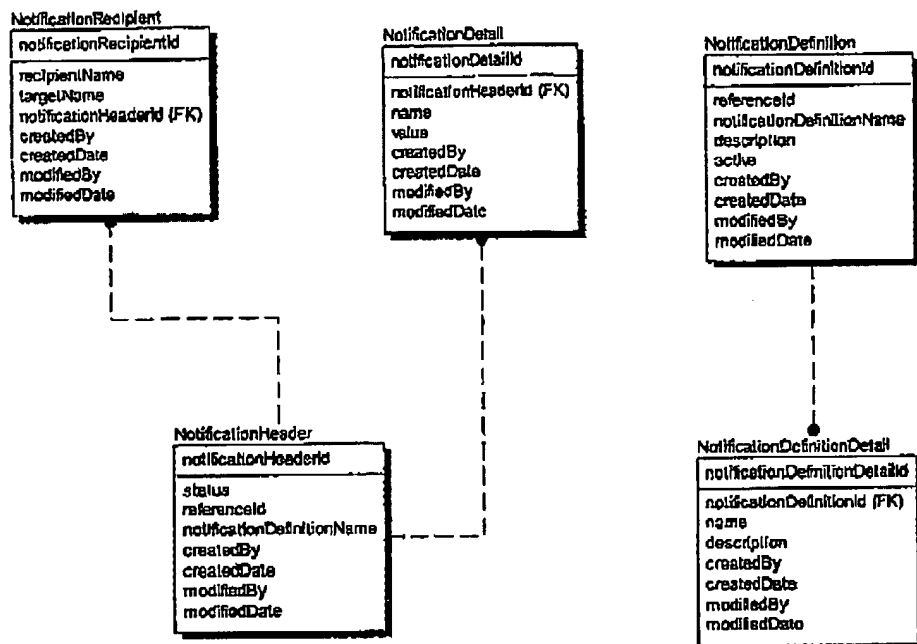 NotificationRecipient
notificationRecipientId
recipientName
targetName
notificationHeaderId (FK)
createdBy
createdDate
modifiedBy
modifiedDate
NotificationDetail
notificationDetailId
notificationHeaderId (FK)
name
value
createdBy
createdDate
modifiedBy
modifiedDate
NotificationDefinition
notificationDefinitionId
referenceId
notificationDefinitionName
description
active
createdBy
createdDate
modifiedBy
modifiedDate
NotificationHeader
notificationHeaderId
status
referenceId
notificationDefinitionName
createdBy
createdDate
modifiedBy
modifiedDate
NotificationDefinitionDetail
notificationDefinitionDetailId
notificationDefinitionId (FK)
name
description
createdBy
createdDate
modifiedBy
modifiedDate